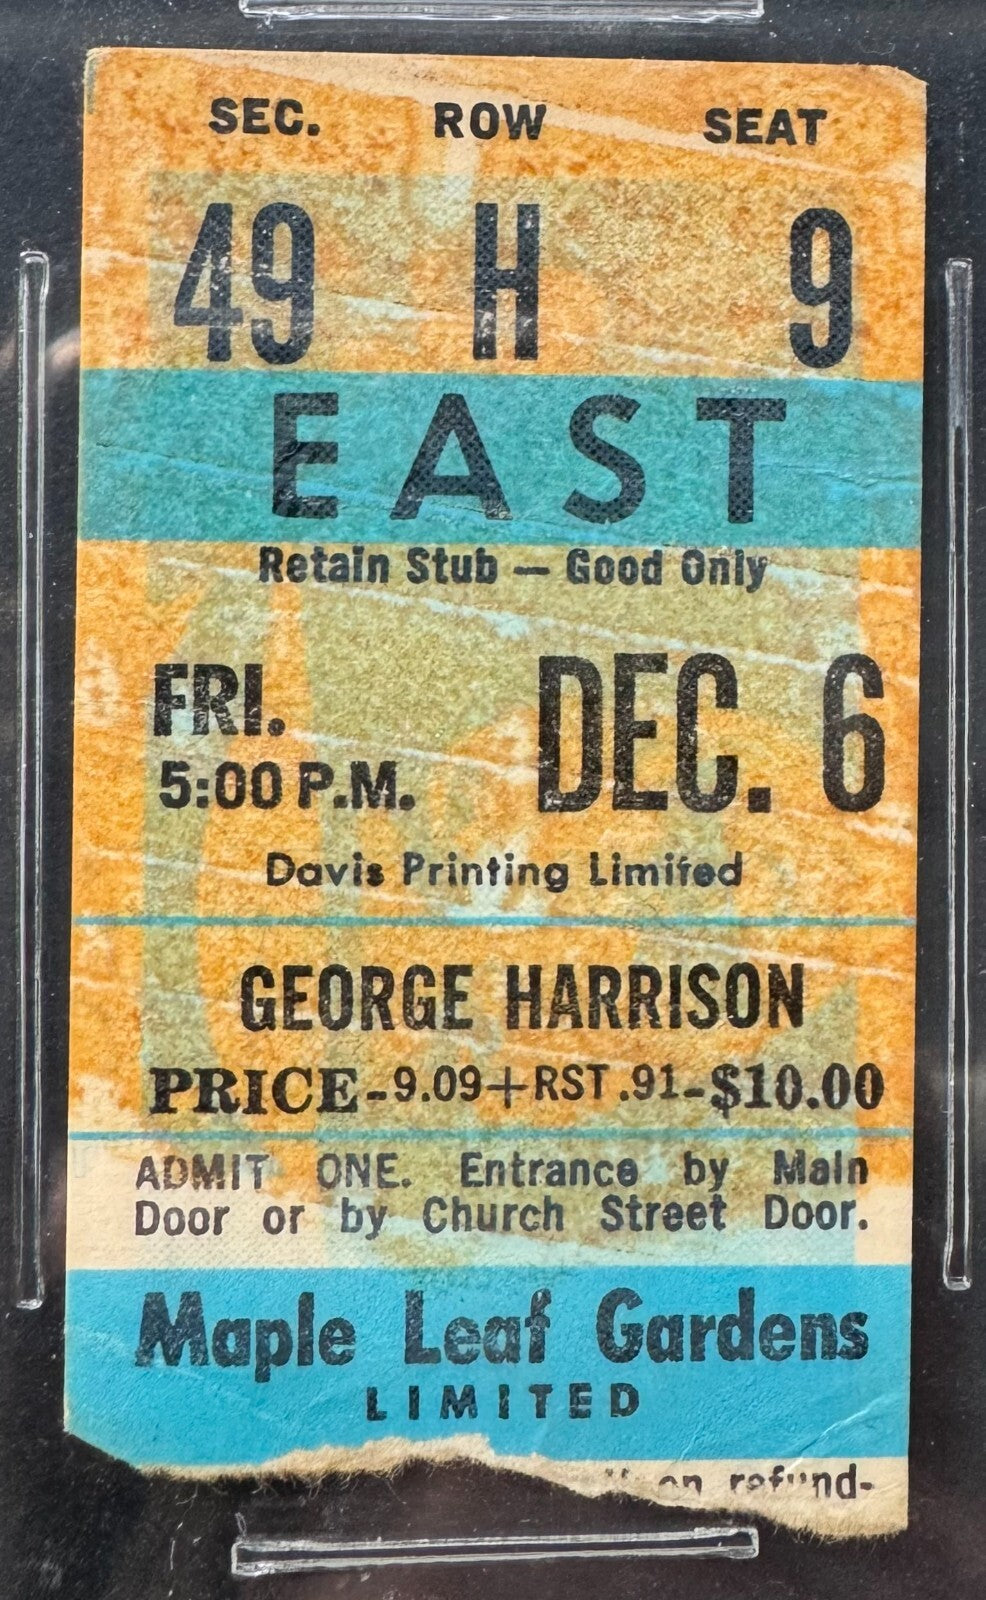 SEC. ROW SEAT
49 H 9
EAST
Retain Stub — Good Only
FRI. DEC. 6
5:00 P.M.
Davis Printing Limited
GEORGE HARRISON
PRICE-9.09+RST .91-$10.00
ADMIT ONE. Entrance by Main
Door or by Church Street Door.
Maple Leaf Gardens
LIMITED
on refund-